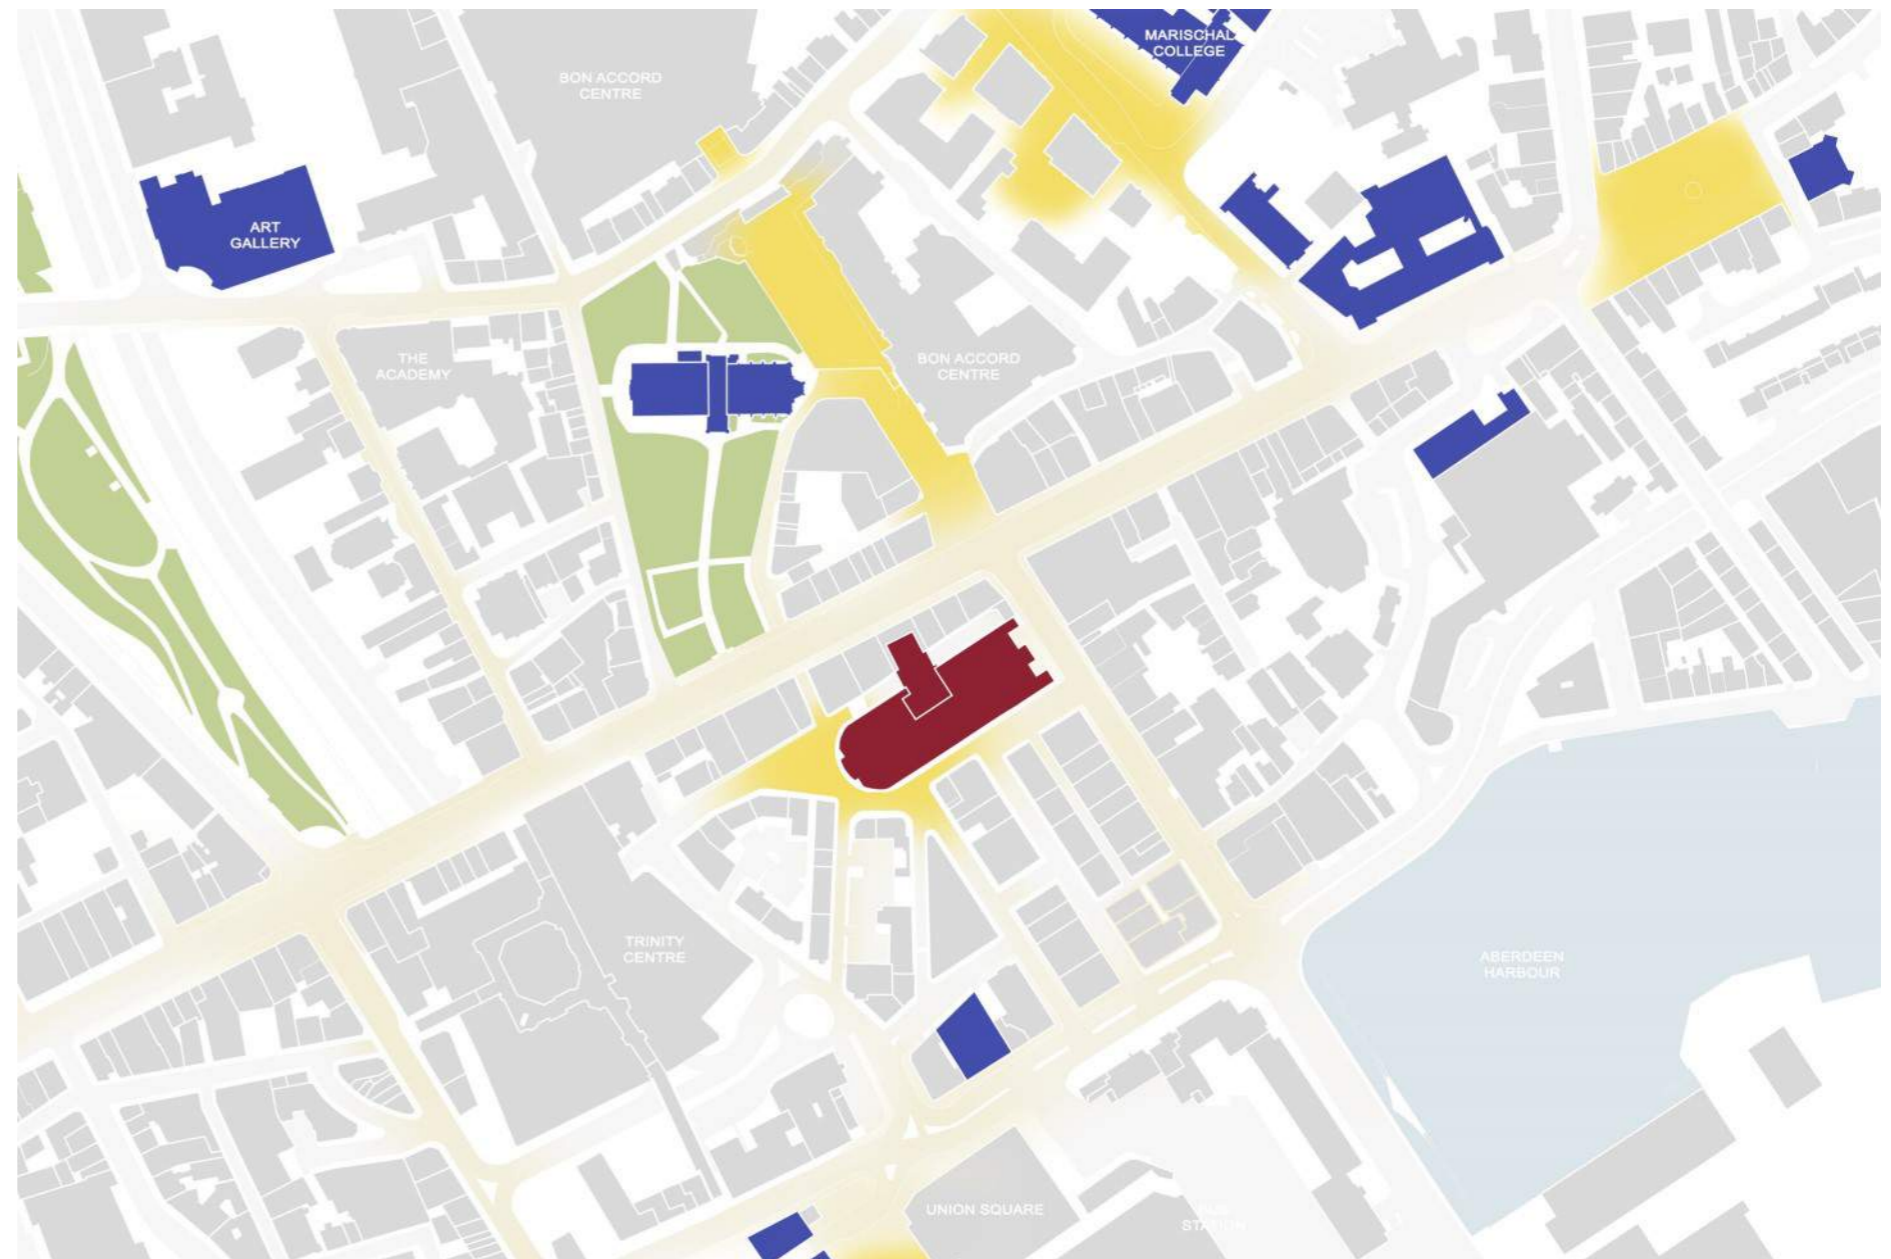 MARISCHAL
COLLEGE
BON ACCORD
CENTRE
ART
GALLERY
THE
ACADEMY
BON ACCORD
CENTRE
TRINITY
CENTRE
ABERDEEN
HARBOUR
UNION SQUARE
BUS
STATION